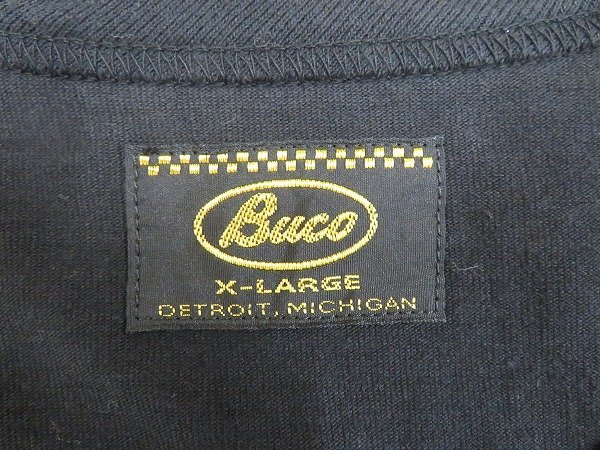 Buco
X-LARGE
DETROIT, MICHIGAN